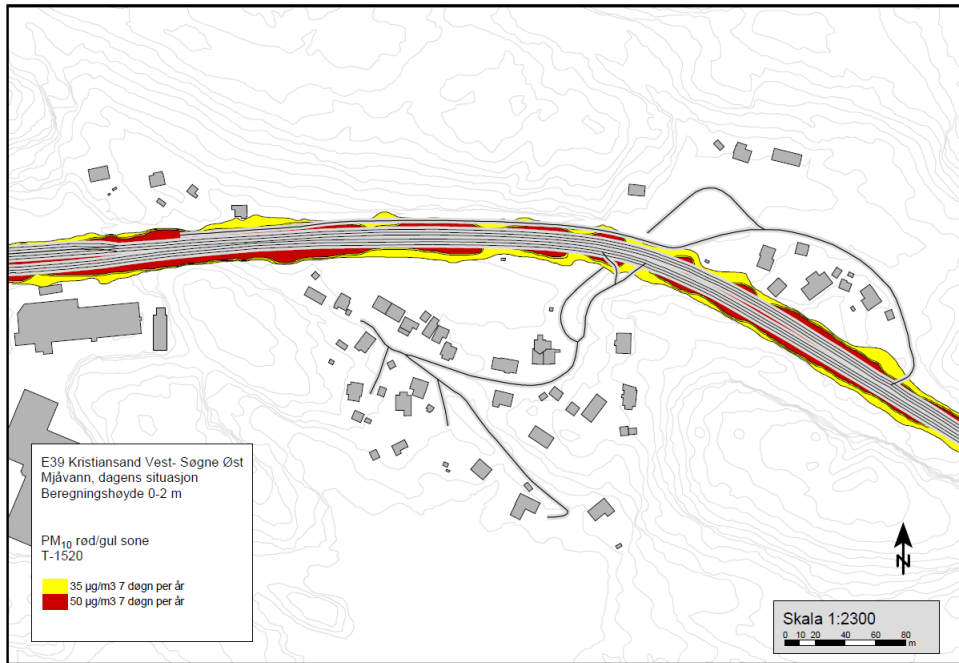 E39 Kristiansand Vest- Søgne Øst
Mjåvann, dagens situasjon
Beregningshøyde 0-2 m
PM10 rød/gul sone
T-1520
35 µg/m3 7 døgn per år
50 µg/m3 7 døgn per år
N
Skala 1:2300
0 10 20 40 60 80
m